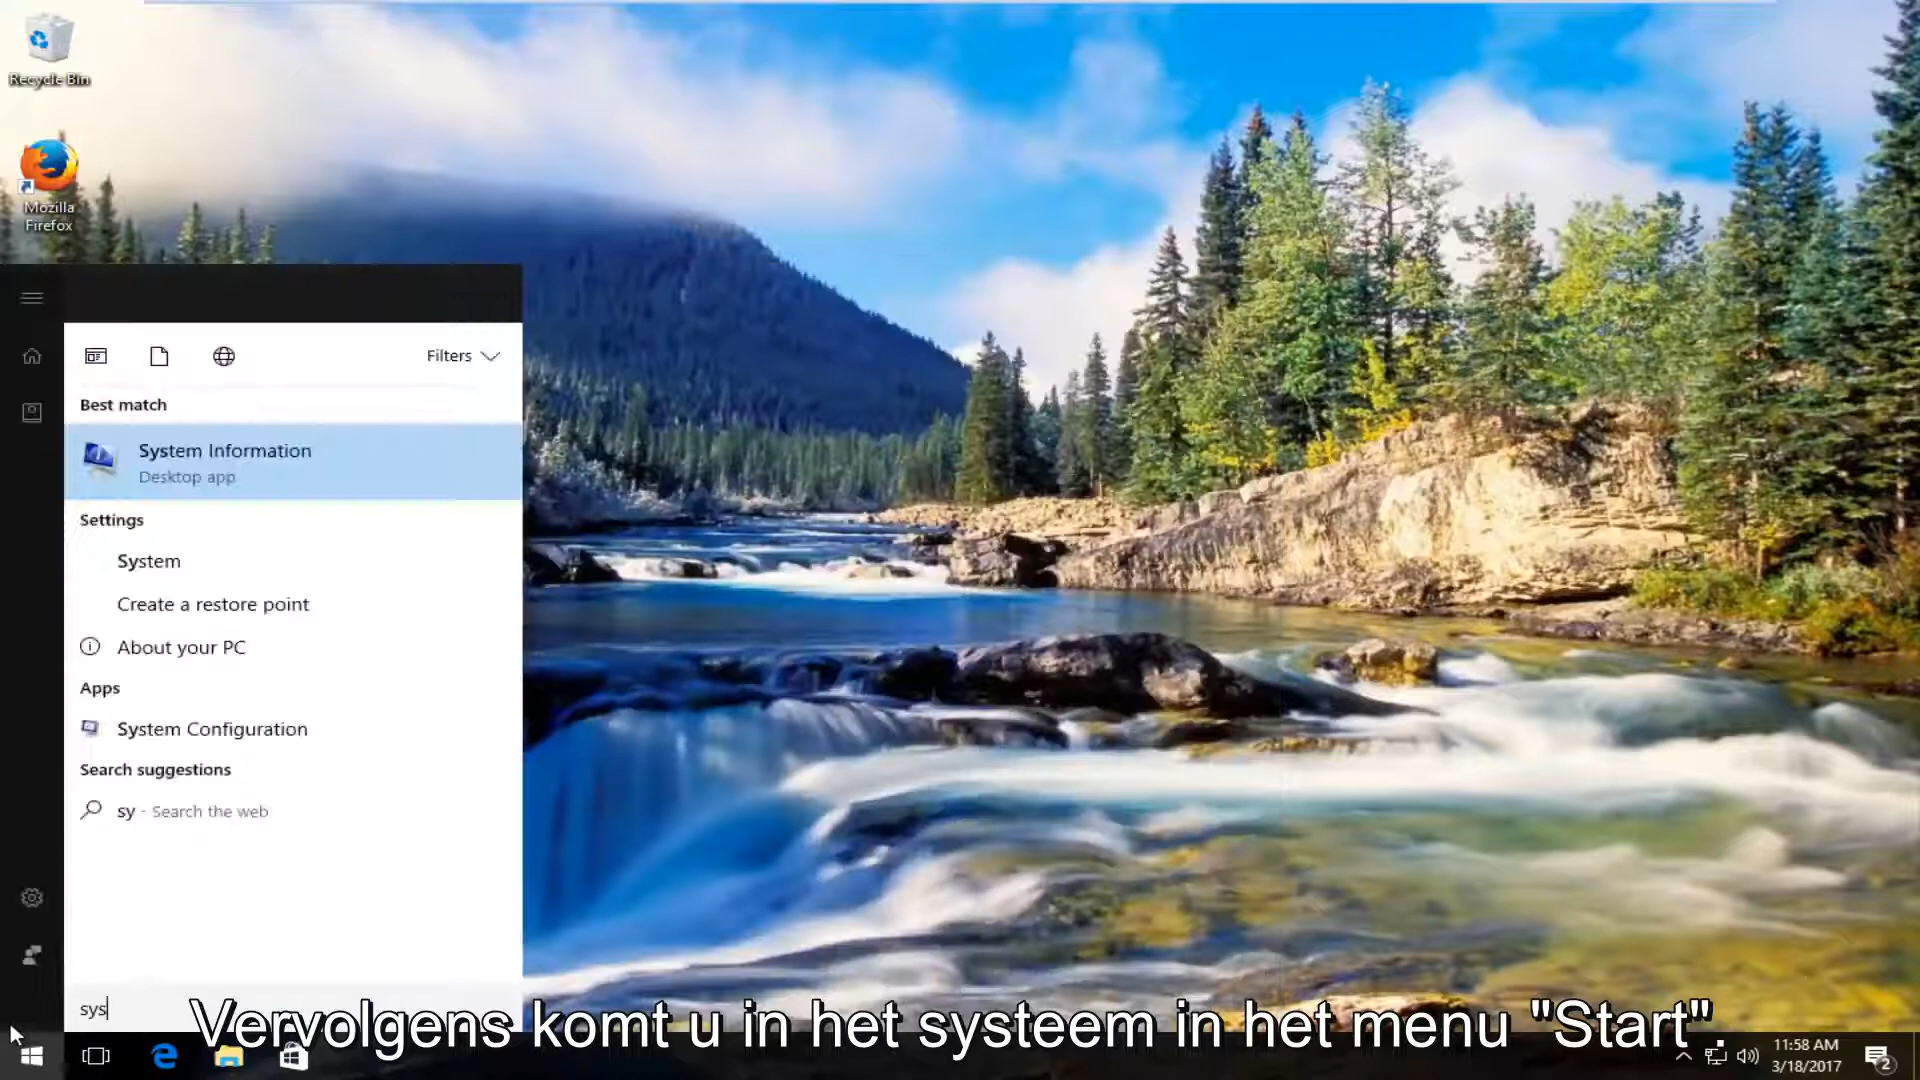 Recycle Bin
Mozilla
Firefox
Filters
Best match
System Information
Desktop app
Settings
System
Create a restore point
About your PC
Apps
System Configuration
Search suggestions
sy - Search the web
sys
Vervolgens komt u in het systeem in het menu "Start"
11:58 AM
3/18/2017
2